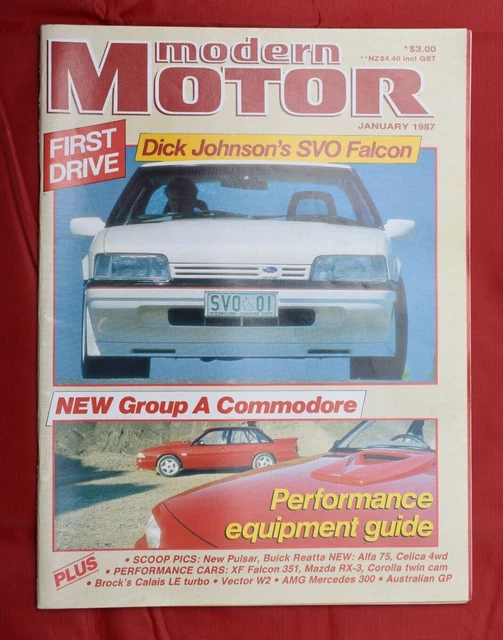 modern
MOTOR
*$3.00
**NZ$4.40 incl GST
JANUARY 1987
FIRST
DRIVE
Dick Johnson's SVO Falcon
SVO 01
NEW Group A Commodore
Performance
equipment guide
PLUS
• SCOOP PICS: New Pulsar, Buick Reatta NEW: Alfa 75, Celica 4wd
• PERFORMANCE CARS: XF Falcon 351, Mazda RX-3, Corolla twin cam
• Brock's Calais LE turbo • Vector W2 • AMG Mercedes 300 • Australian GP